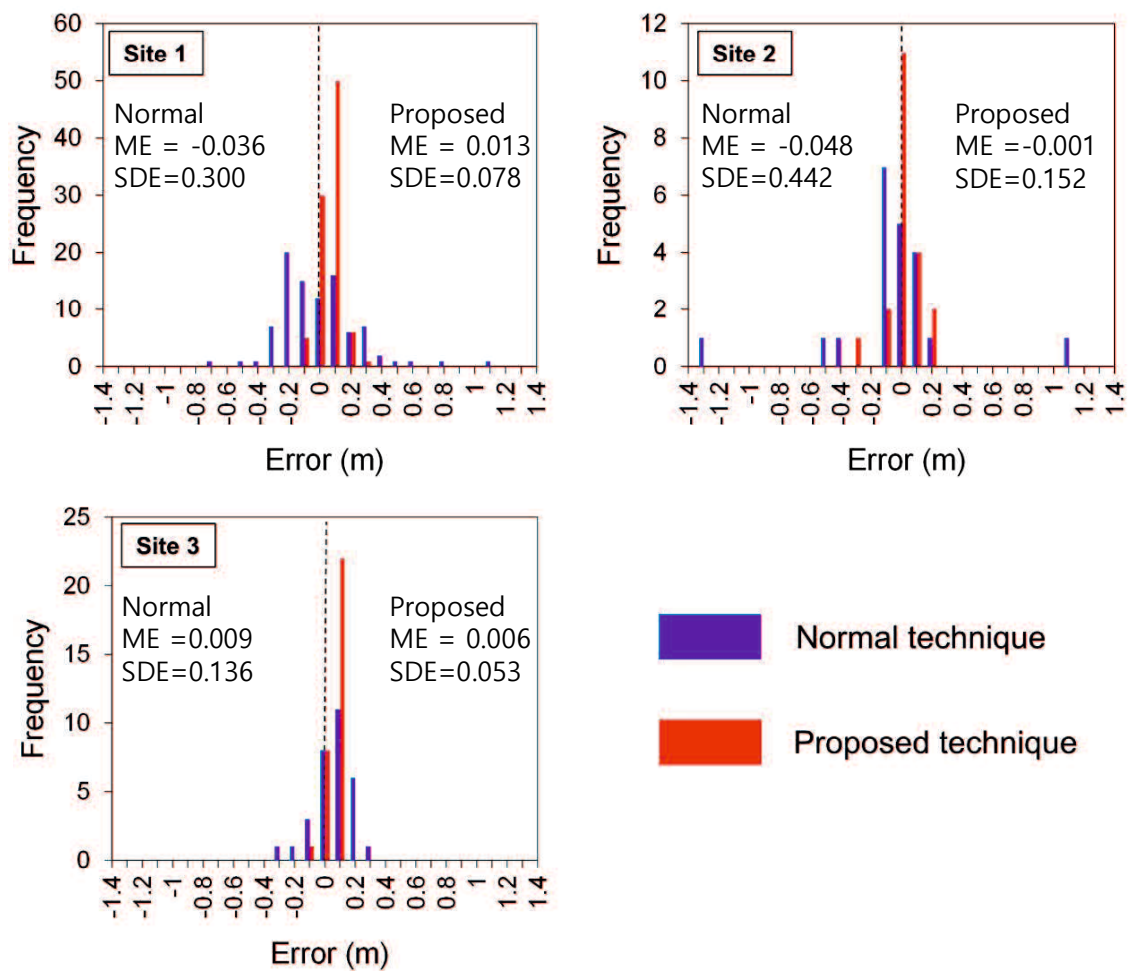 Site 1
Normal
ME = -0.036
SDE=0.300
Proposed
ME = 0.013
SDE=0.078
Frequency
60
50
40
30
20
10
0
-1.4
-1.2
-1
-0.8
-0.6
-0.4
-0.2
0
0.2
0.4
0.6
0.8
1
1.2
1.4
Error (m)
Site 2
Normal
ME = -0.048
SDE=0.442
Proposed
ME =-0.001
SDE=0.152
Frequency
12
10
8
6
4
2
0
-1.4
-1.2
-1
-0.8
-0.6
-0.4
-0.2
0
0.2
0.4
0.6
0.8
1
1.2
1.4
Error (m)
Site 3
Normal
ME =0.009
SDE=0.136
Proposed
ME = 0.006
SDE=0.053
Frequency
25
20
15
10
5
0
-1.4
-1.2
-1
-0.8
-0.6
-0.4
-0.2
0
0.2
0.4
0.6
0.8
1
1.2
1.4
Error (m)
Normal technique
Proposed technique